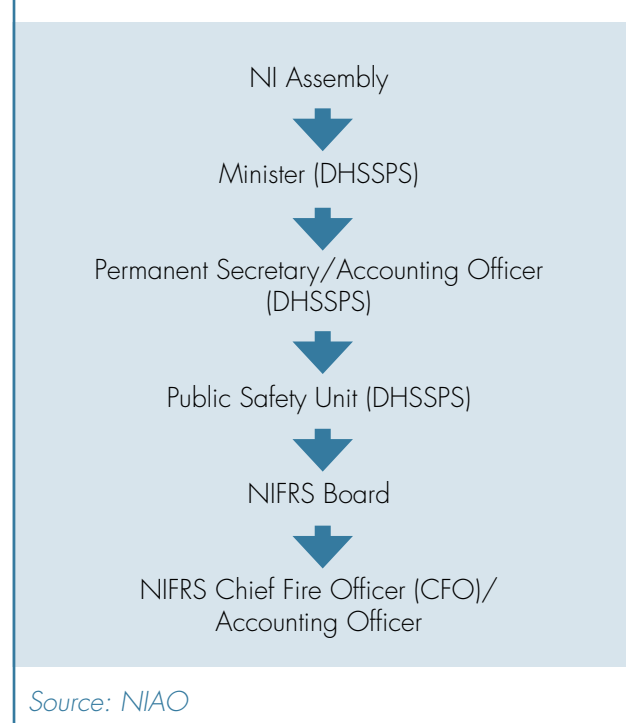 NI Assembly
Minister (DHSSPS)
Permanent Secretary/Accounting Officer
(DHSSPS)
Public Safety Unit (DHSSPS)
NIFRS Board
NIFRS Chief Fire Officer (CFO)/
Accounting Officer
Source: NIAO